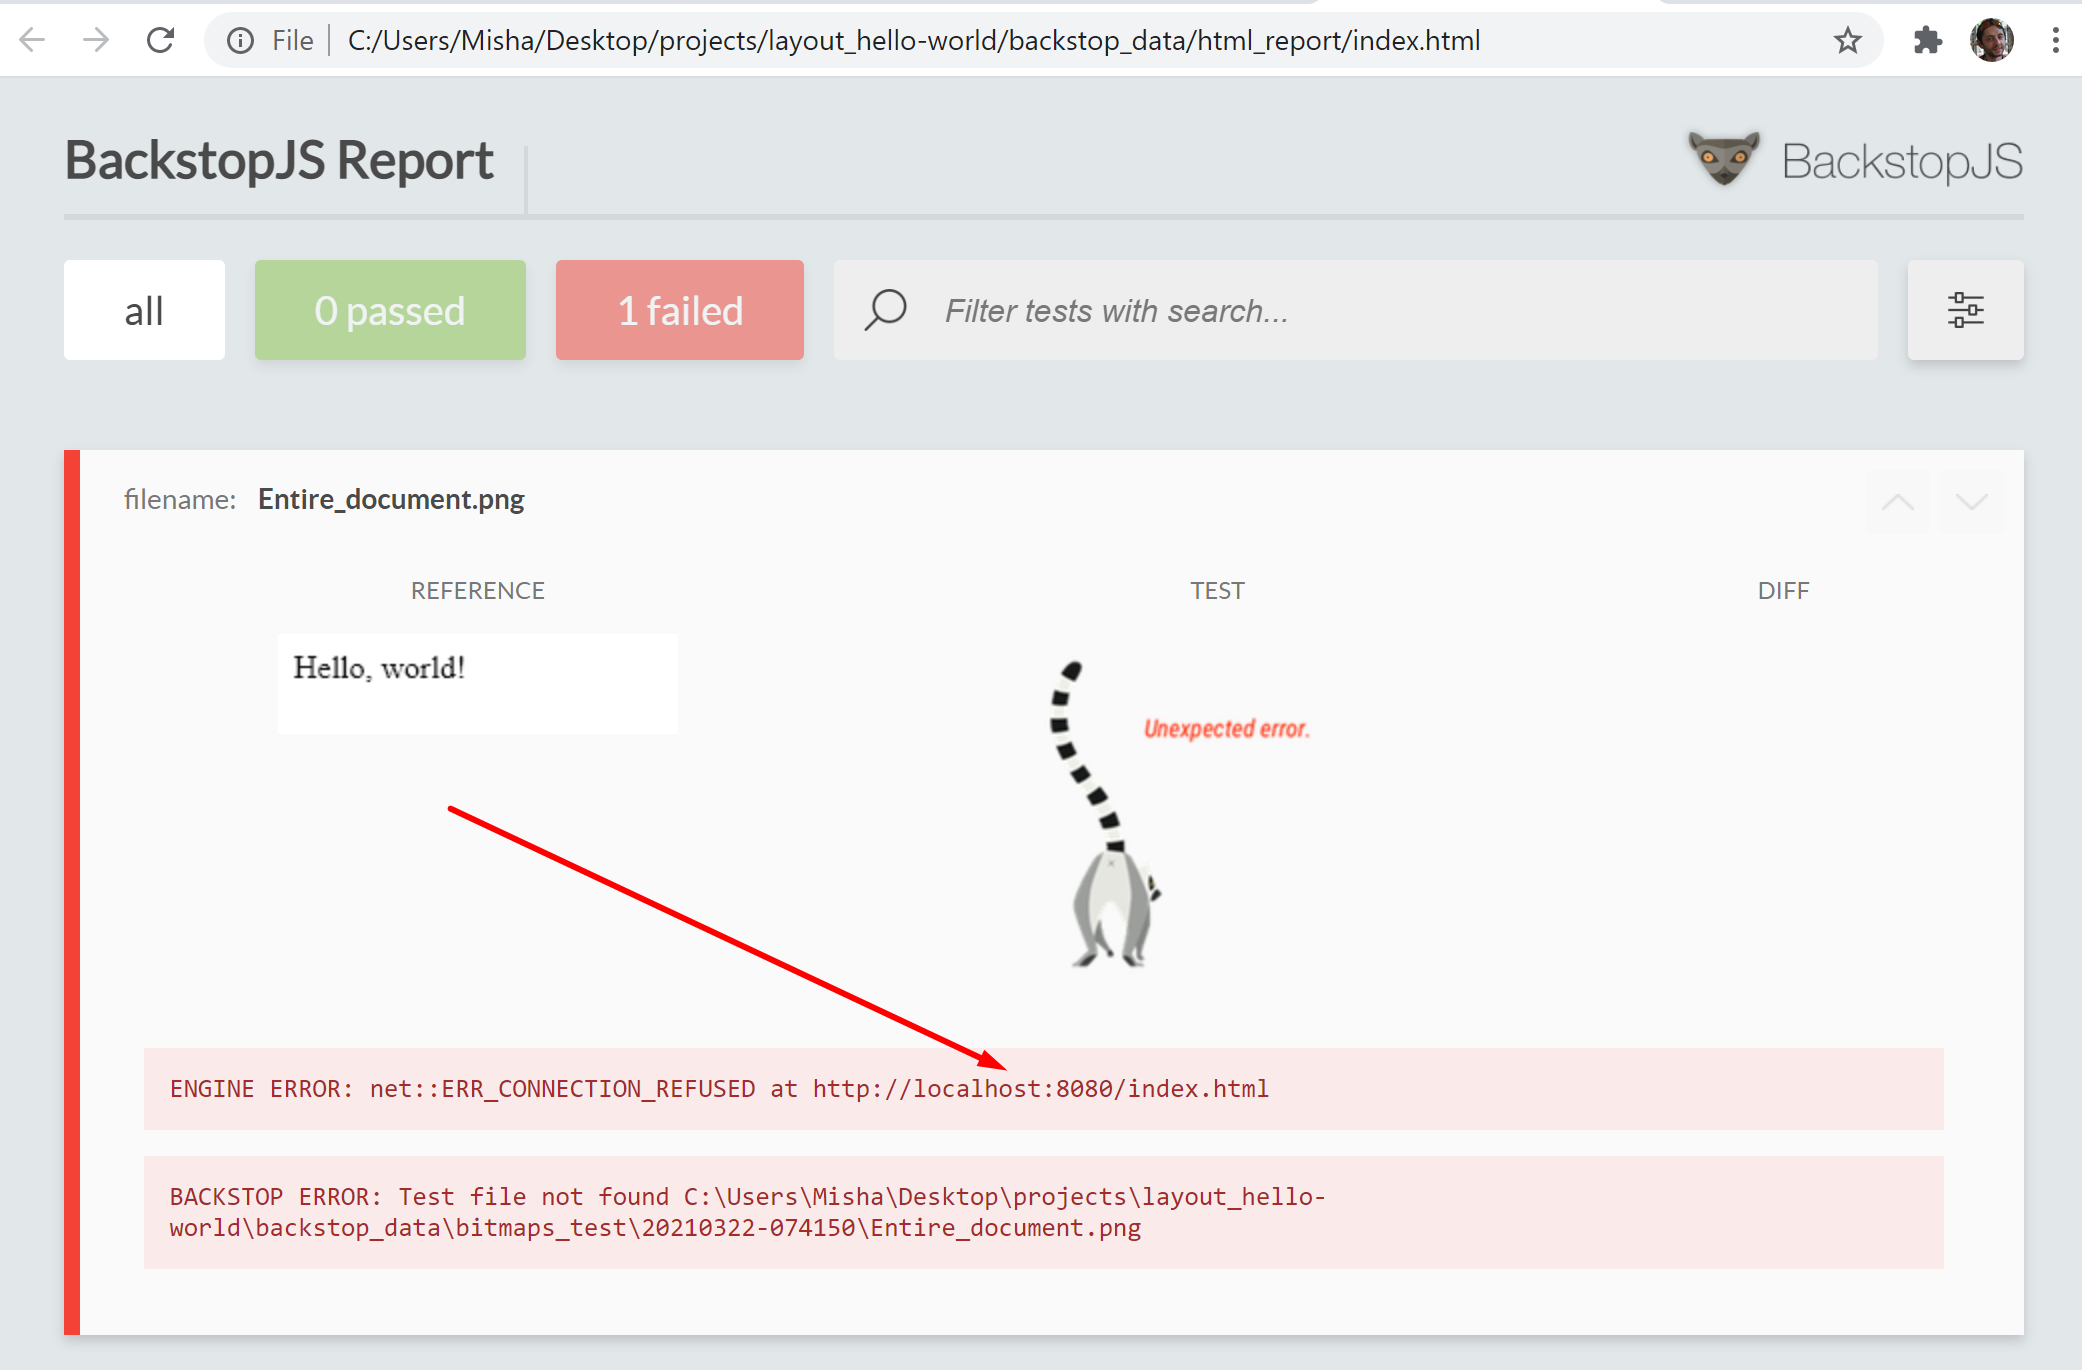 File
C:/Users/Misha/Desktop/projects/layout_hello-world/backstop_data/html_report/index.html
BackstopJS Report
BackstopJS
all
0 passed
1 failed
Filter tests with search...
filename: Entire_document.png
REFERENCE
TEST
DIFF
Hello, world!
Unexpected error.
ENGINE ERROR: net::ERR_CONNECTION_REFUSED at http://localhost:8080/index.html
BACKSTOP ERROR: Test file not found C:\Users\Misha\Desktop\projects\layout_hello-
world\backstop_data\bitmaps_test\20210322-074150\Entire_document.png